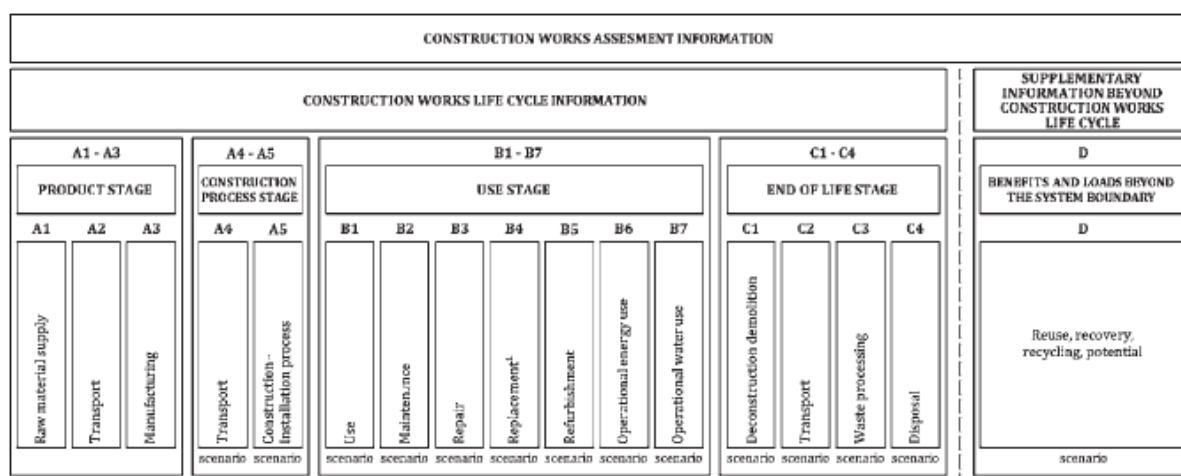 CONSTRUCTION WORKS ASSESMENT INFORMATION
CONSTRUCTION WORKS LIFE CYCLE INFORMATION
SUPPLEMENTARY
INFORMATION BEYOND
CONSTRUCTION WORKS
LIFE CYCLE
A1 - A3
PRODUCT STAGE
A4 - A5
CONSTRUCTION
PROCESS STAGE
B1 - B7
USE STAGE
C1 - C4
END OF LIFE STAGE
D
BENEFITS AND LOADS BEYOND
THE SYSTEM BOUNDARY
A1 A2 A3 A4 A5 B1 B2 B3 B4 B5 B6 B7 C1 C2 C3 C4 D
Raw material supply
Transport
Manufacturing
Transport
Construction -
Installation process
Use
Maintenance
Repair
Replacement¹
Refurbishment
Operational energy use
Operational water use
Deconstruction demolition
Transport
Waste processing
Disposal
Reuse, recovery,
recycling, potential
scenario scenario scenario scenario scenario scenario scenario scenario scenario scenario scenario scenario scenario scenario